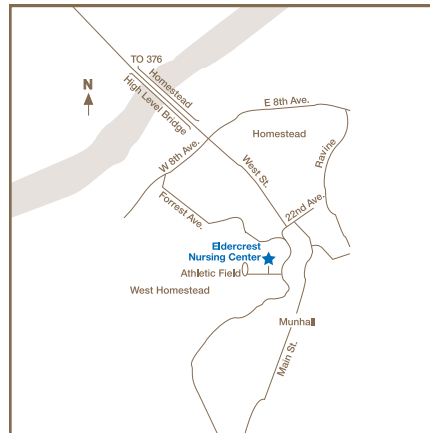 TO 376
Homestead
High Level Bridge
N
E 8th Ave.
Homestead
W 8th Ave.
West St.
Ravine
Forrest Ave.
22nd Ave.
Eldercrest
Nursing Center
Athletic Field
West Homestead
Munhall
Main St.